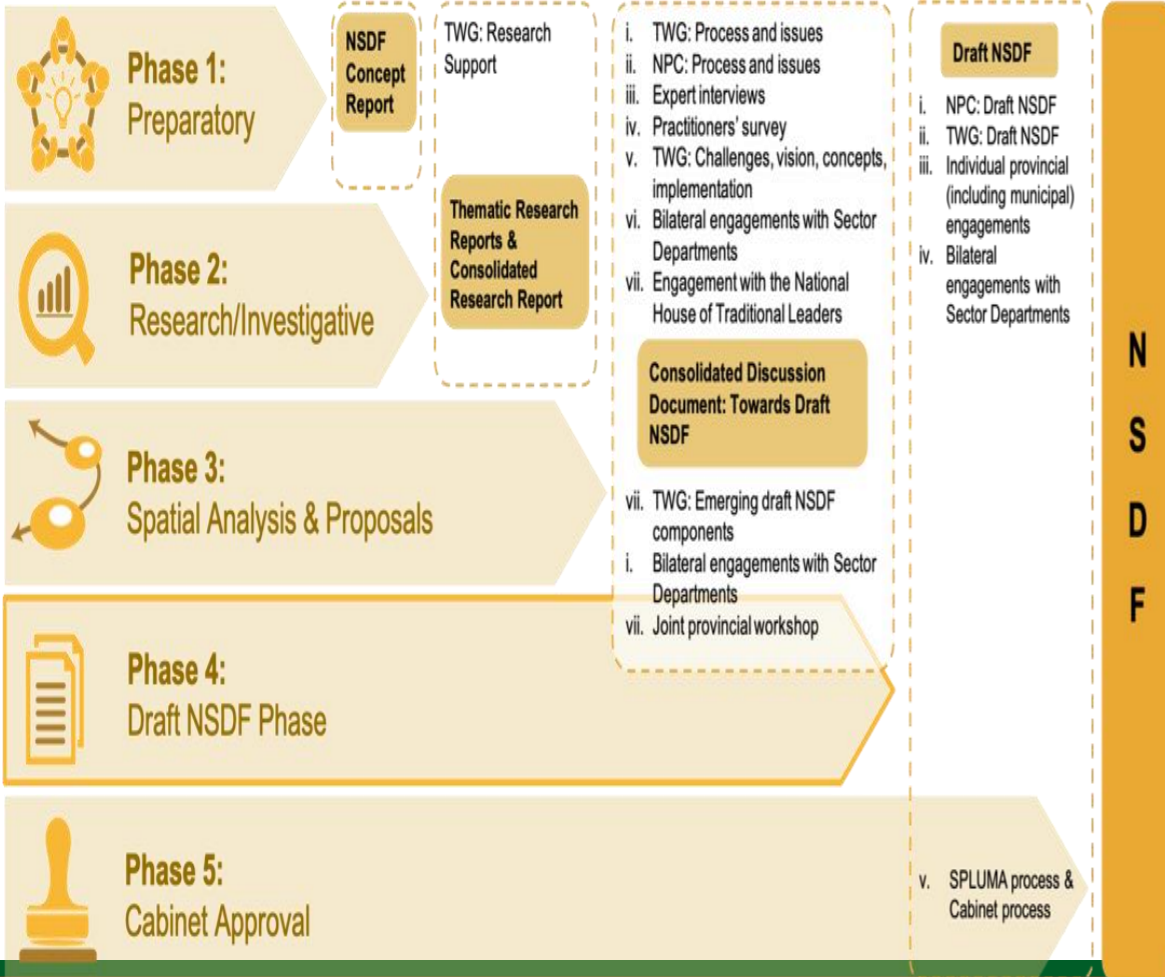 Phase 1:
Preparatory
NSDF
Concept
Report
TWG: Research
Support
Thematic Research
Reports &
Consolidated
Research Report
i. TWG: Process and issues
ii. NPC: Process and issues
iii. Expert interviews
iv. Practitioners' survey
v. TWG: Challenges, vision, concepts,
implementation
vi. Bilateral engagements with Sector
Departments
vii. Engagement with the National
House of Traditional Leaders
Consolidated Discussion
Document: Towards Draft
NSDF
vii. TWG: Emerging draft NSDF
components
i. Bilateral engagements with Sector
Departments
vii. Joint provincial workshop
Draft NSDF
i. NPC: Draft NSDF
ii. TWG: Draft NSDF
iii. Individual provincial
(including municipal)
engagements
iv. Bilateral
engagements with
Sector Departments
v. SPLUMA process &
Cabinet process
Phase 2:
Research/Investigative
Phase 3:
Spatial Analysis & Proposals
Phase 4:
Draft NSDF Phase
Phase 5:
Cabinet Approval
N
S
D
F